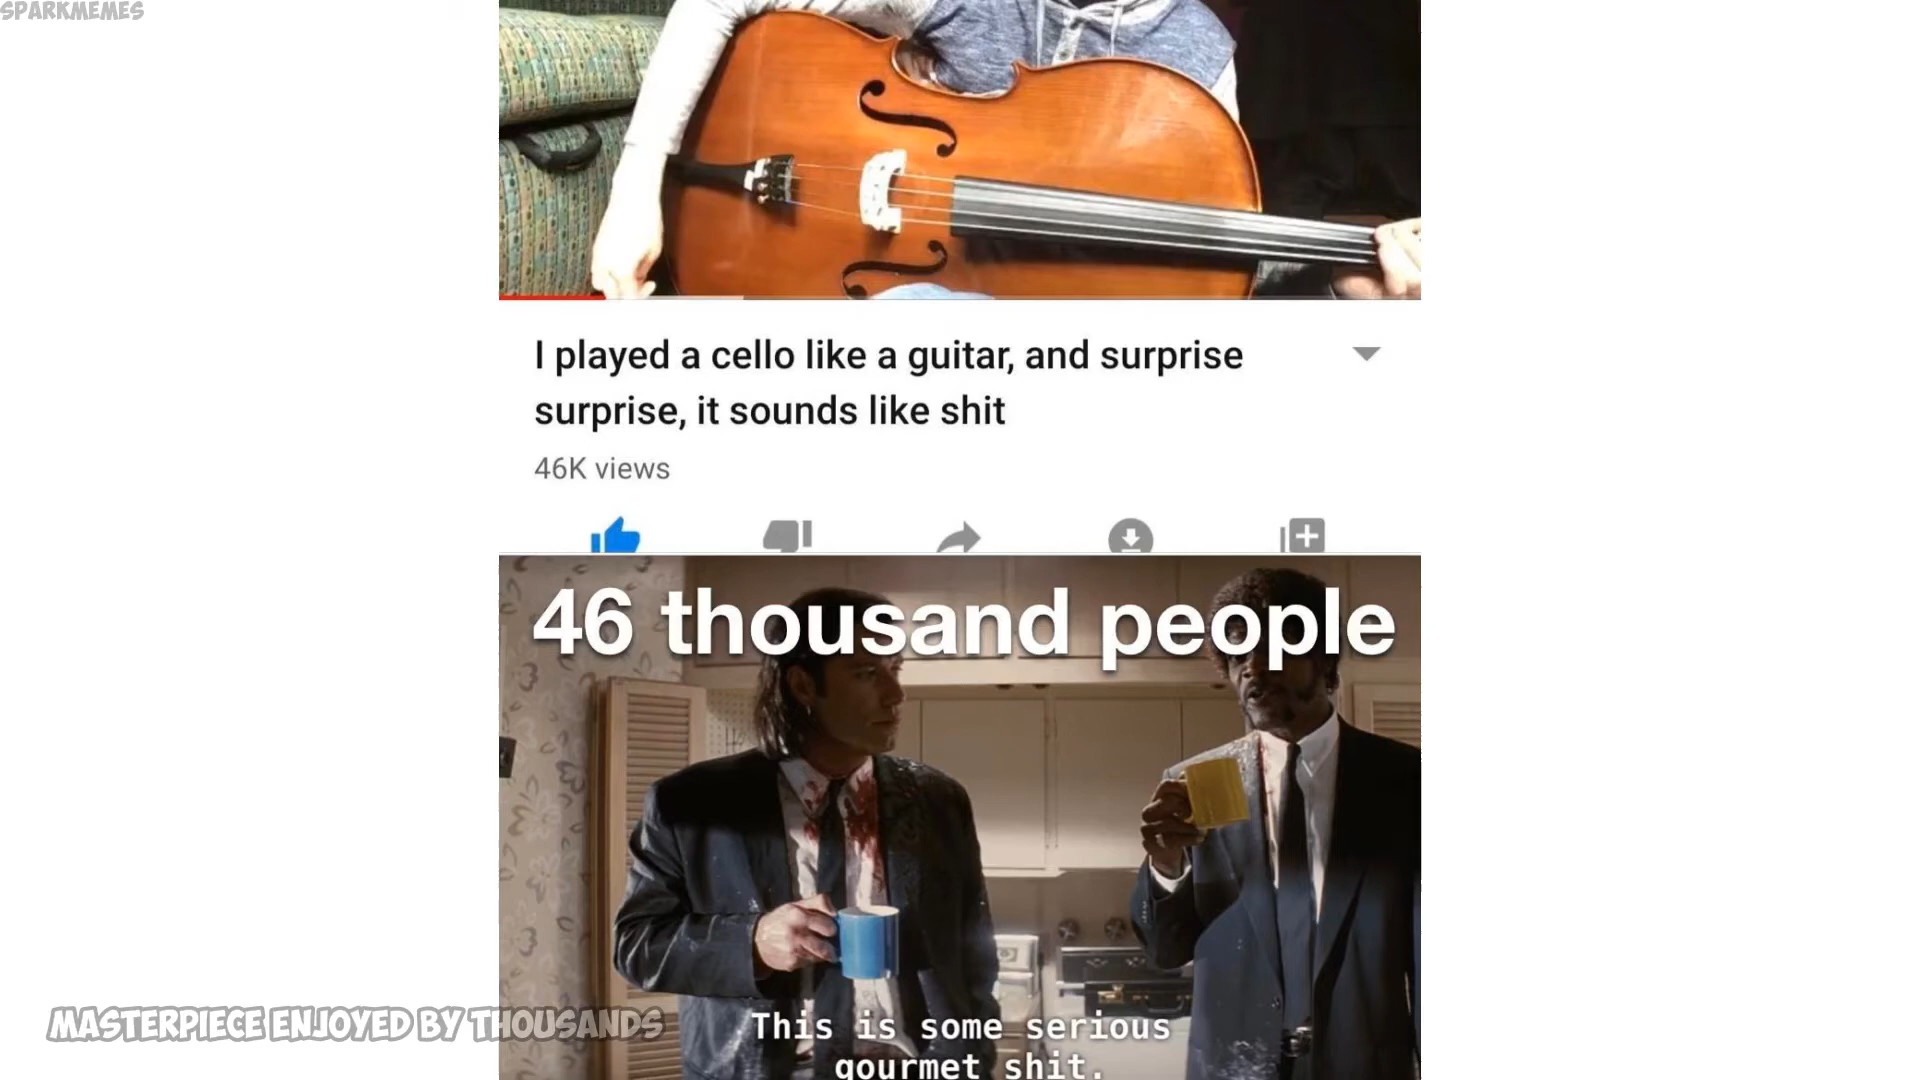 SPARKMEMES
I played a cello like a guitar, and surprise
surprise, it sounds like shit
46K views
46 thousand people
MASTERPIECE ENJOYED BY THOUSANDS
This is some serious
gourmet shit.